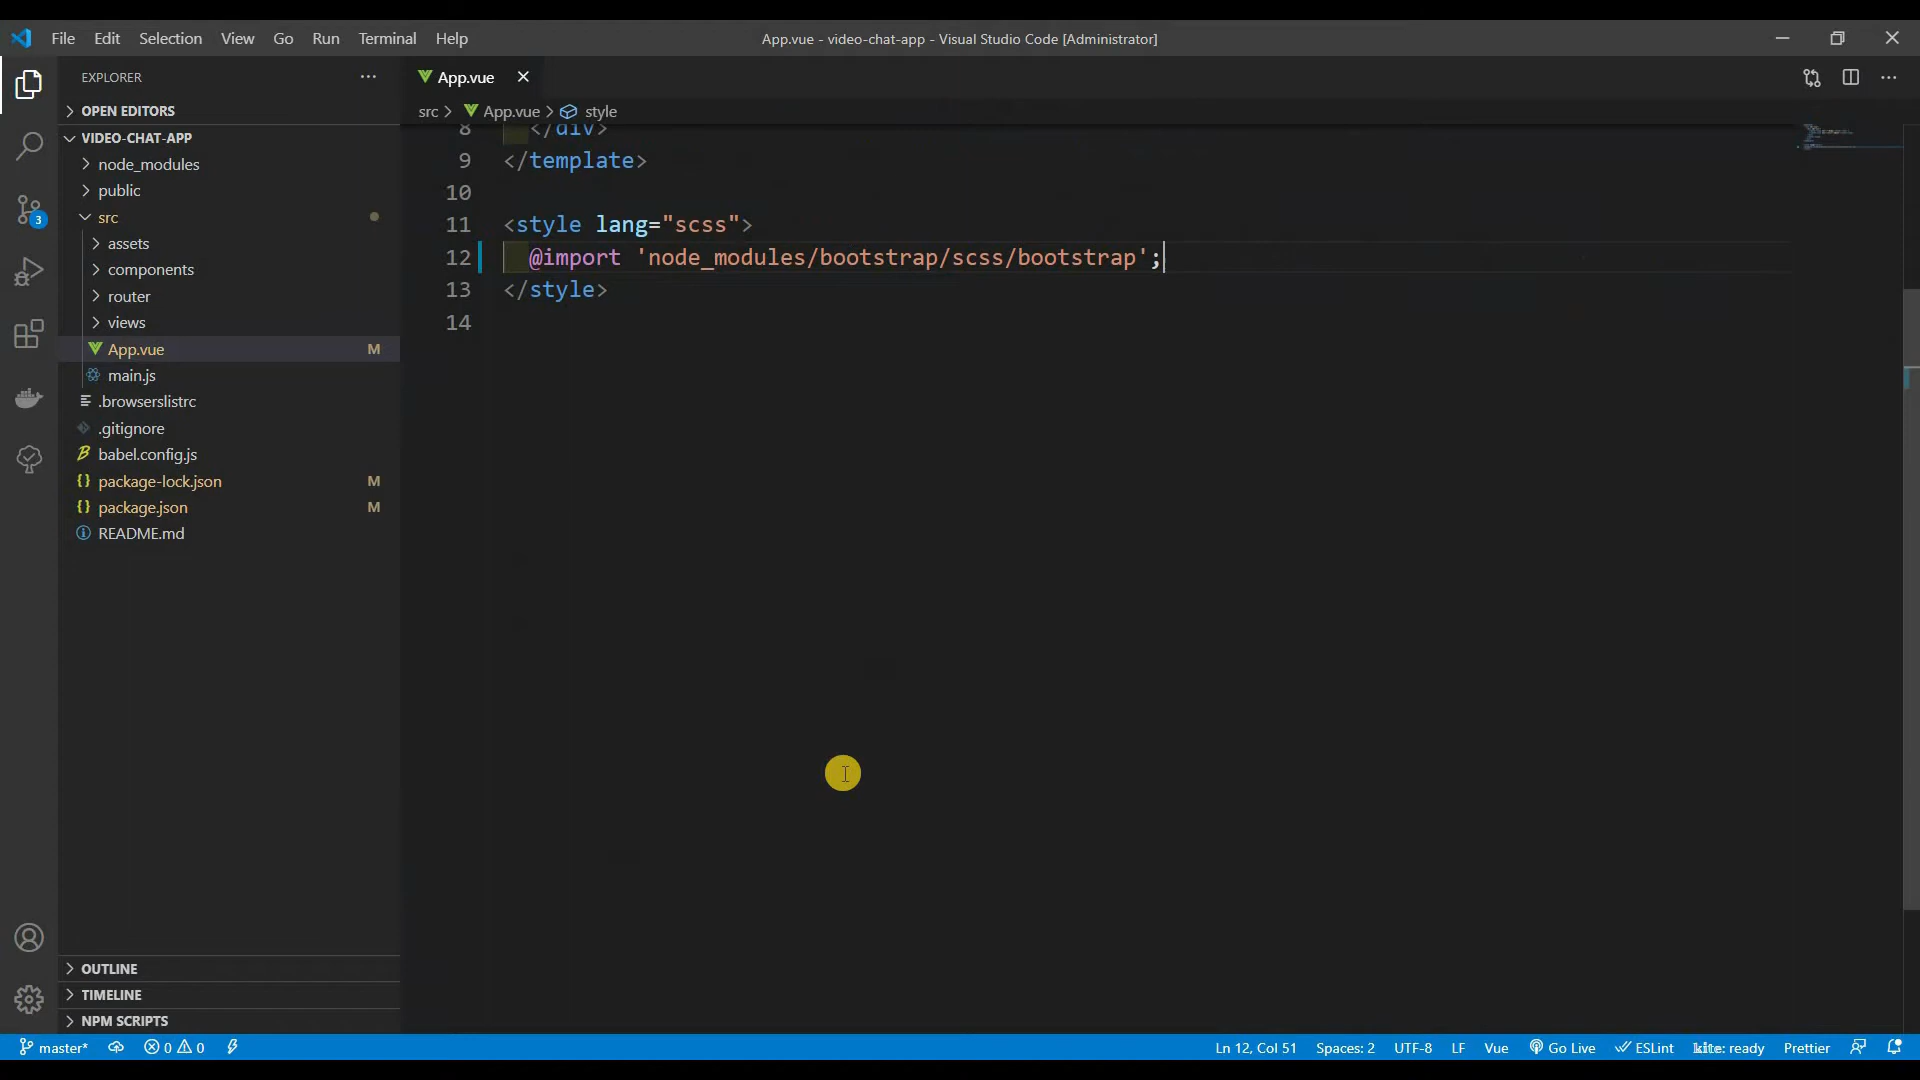 File Edit Selection View Go Run Terminal Help
App.vue - video-chat-app - Visual Studio Code [Administrator]
EXPLORER
App.vue
OPEN EDITORS
src > App.vue > style
VIDEO-CHAT-APP
node_modules
public
src
assets
components
router
views
App.vue M
main.js
.browserslistrc
.gitignore
babel.config.js
package-lock.json M
package.json M
README.md
8 </div>
9 </template>
10
11 <style lang="scss">
12 @import 'node_modules/bootstrap/scss/bootstrap';
13 </style>
14
3
OUTLINE
TIMELINE
NPM SCRIPTS
master* 0 0 Ln 12, Col 51 Spaces: 2 UTF-8 LF Vue Go Live ESLint kite: ready Prettier